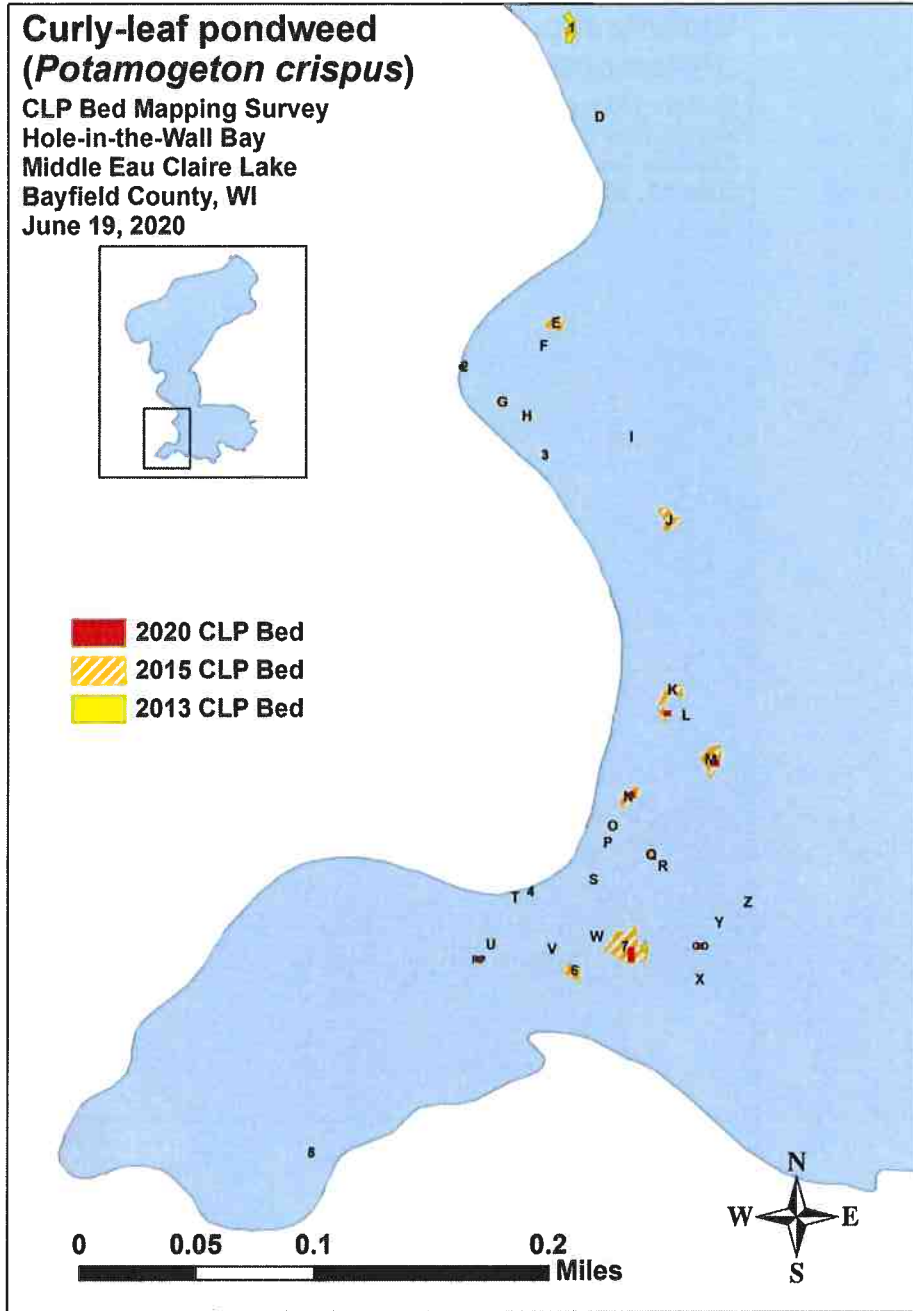 Curly-leaf pondweed
(Potamogeton crispus)
CLP Bed Mapping Survey
Hole-in-the-Wall Bay
Middle Eau Claire Lake
Bayfield County, WI
June 19, 2020
1
D
E
F
2
G
H
I
3
J
2020 CLP Bed
2015 CLP Bed
2013 CLP Bed
K
L
M
N
O
P
Q
R
S
T
4
Z
Y
W
7
U
V
6
X
N
W
E
S
0
0.05
0.1
0.2
Miles